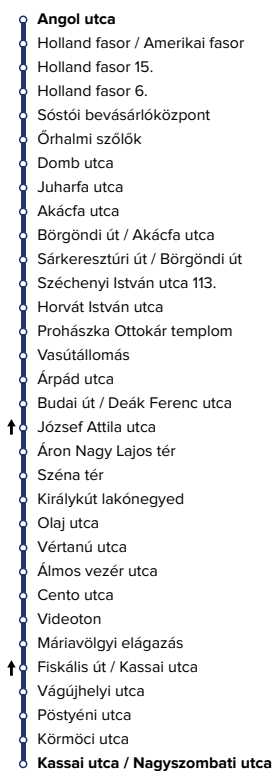 Angol utca
Holland fasor / Amerikai fasor
Holland fasor 15.
Holland fasor 6.
Sóstói bevásárlóközpont
Őrhalmi szőlők
Domb utca
Juharfa utca
Akácfa utca
Börgöndi út / Akácfa utca
Sárkeresztúri út / Börgöndi út
Széchenyi István utca 113.
Horvát István utca
Prohászka Ottokár templom
Vasútállomás
Árpád utca
Budai út / Deák Ferenc utca
József Attila utca
Áron Nagy Lajos tér
Széna tér
Királykút lakónegyed
Olaj utca
Vértanú utca
Álmos vezér utca
Cento utca
Videoton
Máriavölgyi elágazás
Fiskális út / Kassai utca
Vágújhelyi utca
Pöstyéni utca
Körmöci utca
Kassai utca / Nagyszombati utca